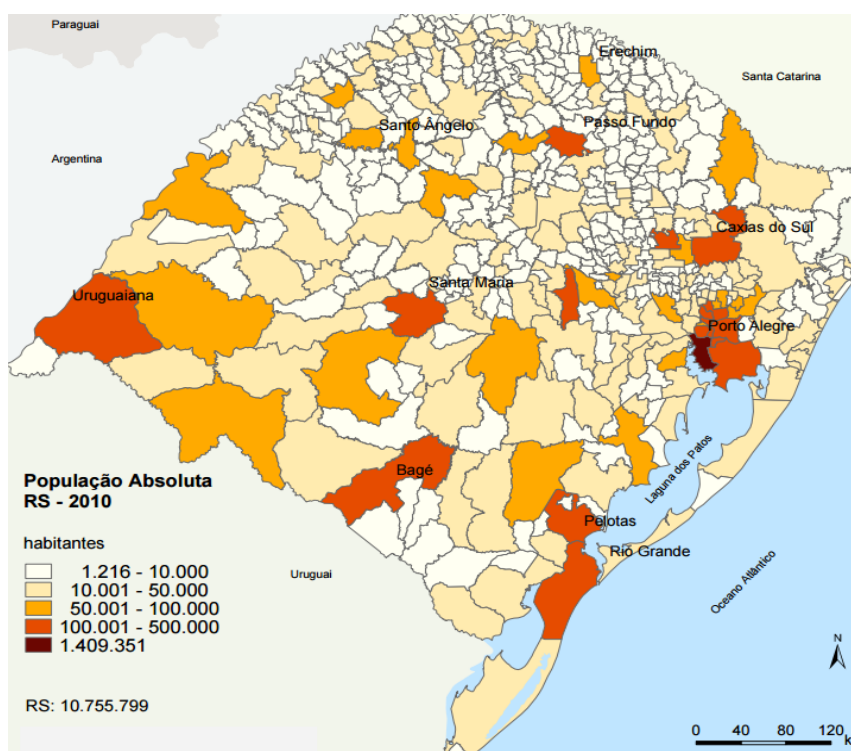 Paraguai
Erechim
Santa Catarina
Santo Ângelo
Passo Fundo
Argentina
Caxias do Sul
Santa Maria
Uruguaiana
Porto Alegre
Bagé
Laguna dos Patos
Pelotas
Rio Grande
Uruguai
Oceano Atlântico
População Absoluta
RS - 2010
habitantes
1.216 - 10.000
10.001 - 50.000
50.001 - 100.000
100.001 - 500.000
1.409.351
RS: 10.755.799
N
0 40 80 120
k